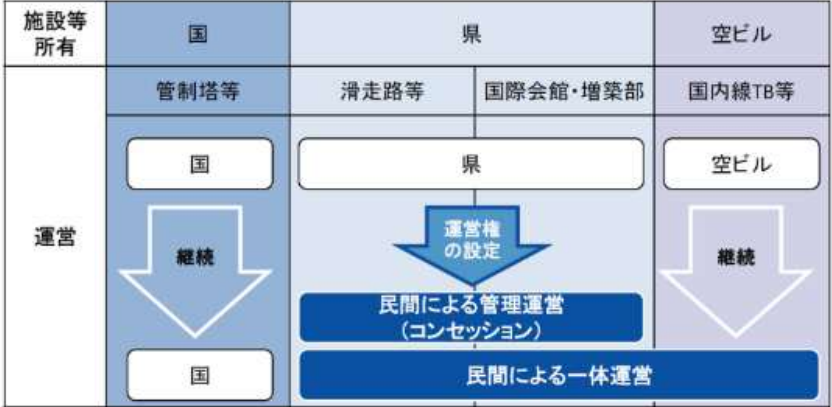 施設等
所有
国
県
空ビル
管制塔等
滑走路等
国際会館・増築部
国内線TB等
運営
国
県
空ビル
継続
運営権
の設定
継続
民間による管理運営
(コンセッション)
国
民間による一体運営